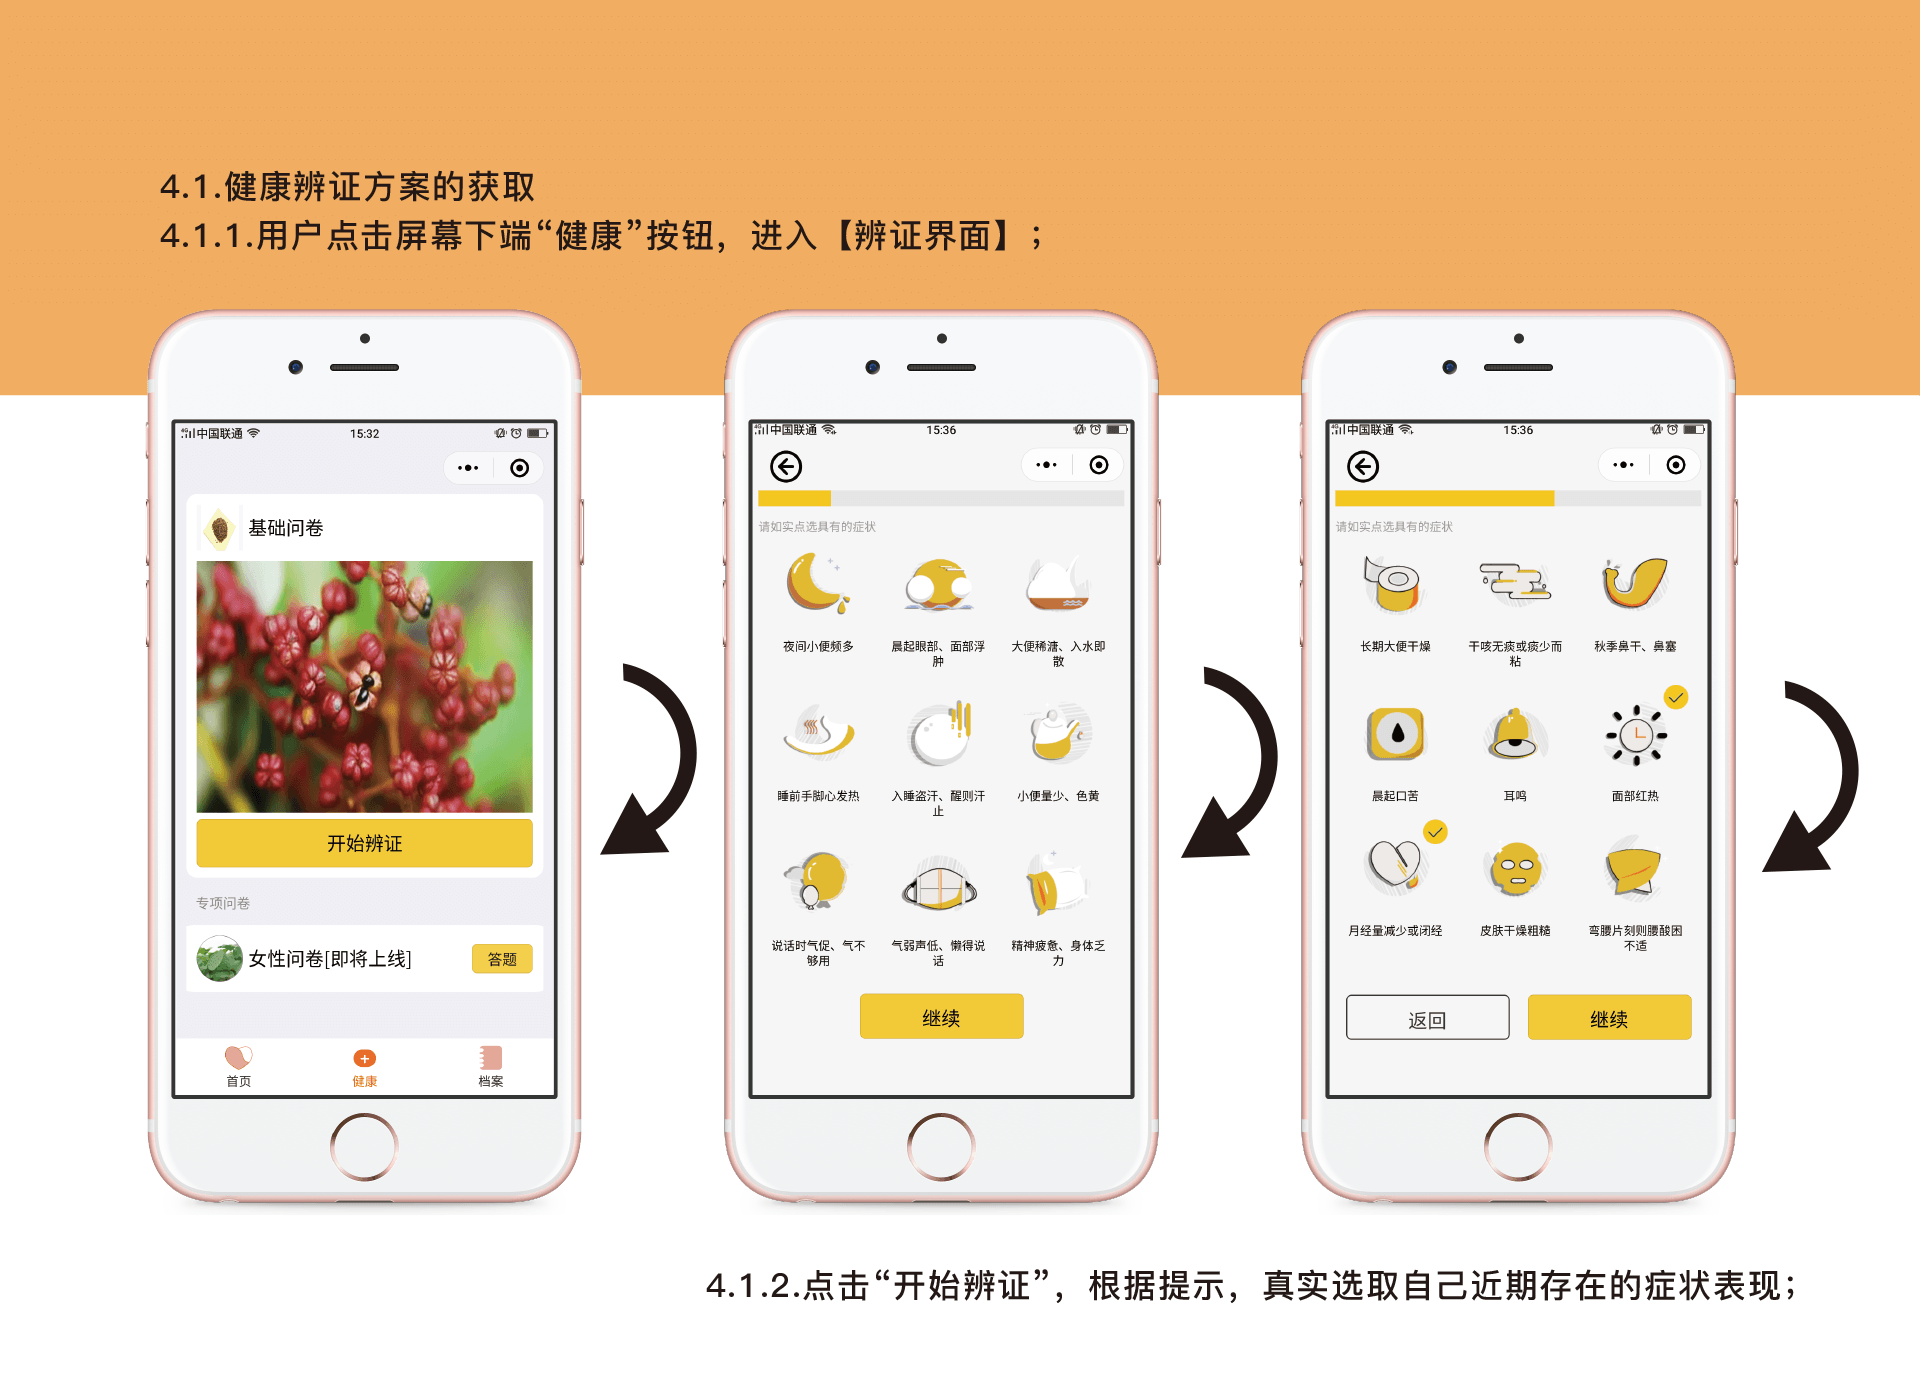 4.1.健康辨证方案的获取
4.1.1.用户点击屏幕下端“健康”按钮，进入【辨证界面】；
4G 中国联通
15:32
基础问卷
开始辨证
专项问卷
女性问卷[即将上线]
答题
首页
健康
档案
4G 中国联通
15:36
请如实点选具有的症状
夜间小便频多
晨起眼部、面部浮
肿
大便稀溏、入水即
散
睡前手脚心发热
入睡盗汗、醒则汗
止
小便量少、色黄
说话时气促、气不
够用
气弱声低、懒得说
话
精神疲惫、身体乏
力
继续
4G 中国联通
15:36
请如实点选具有的症状
长期大便干燥
干咳无痰或痰少而
粘
秋季鼻干、鼻塞
晨起口苦
耳鸣
面部红热
月经量减少或闭经
皮肤干燥粗糙
弯腰片刻则腰酸困
不适
返回
继续
4.1.2.点击“开始辨证”，根据提示，真实选取自己近期存在的症状表现；